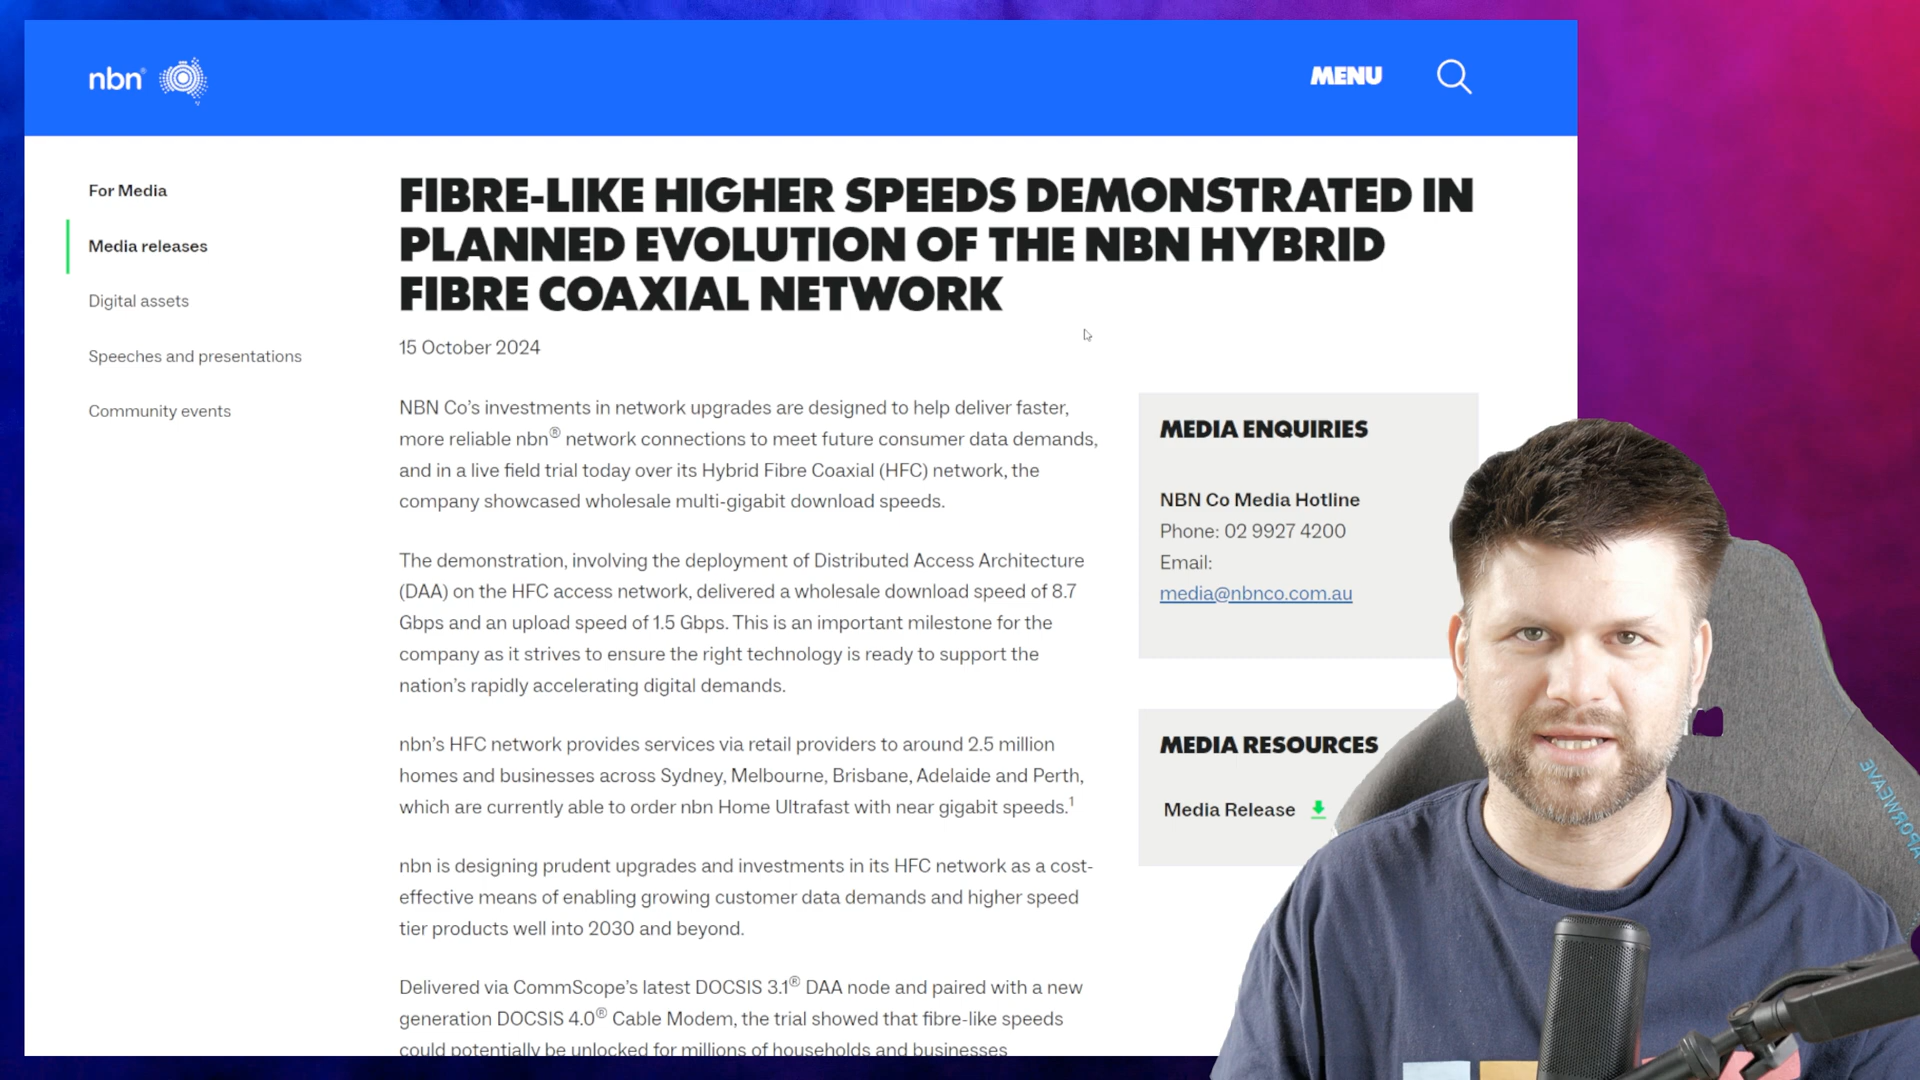 nbn®
MENU
For Media
Media releases
Digital assets
Speeches and presentations
Community events
FIBRE-LIKE HIGHER SPEEDS DEMONSTRATED IN
PLANNED EVOLUTION OF THE NBN HYBRID
FIBRE COAXIAL NETWORK
15 October 2024
NBN Co’s investments in network upgrades are designed to help deliver faster,
more reliable nbn® network connections to meet future consumer data demands,
and in a live field trial today over its Hybrid Fibre Coaxial (HFC) network, the
company showcased wholesale multi-gigabit download speeds.
The demonstration, involving the deployment of Distributed Access Architecture
(DAA) on the HFC access network, delivered a wholesale download speed of 8.7
Gbps and an upload speed of 1.5 Gbps. This is an important milestone for the
company as it strives to ensure the right technology is ready to support the
nation’s rapidly accelerating digital demands.
nbn’s HFC network provides services via retail providers to around 2.5 million
homes and businesses across Sydney, Melbourne, Brisbane, Adelaide and Perth,
which are currently able to order nbn Home Ultrafast with near gigabit speeds.1
nbn is designing prudent upgrades and investments in its HFC network as a cost-
effective means of enabling growing customer data demands and higher speed
tier products well into 2030 and beyond.
Delivered via CommScope’s latest DOCSIS 3.1® DAA node and paired with a new
generation DOCSIS 4.0® Cable Modem, the trial showed that fibre-like speeds
could potentially be unlocked for millions of households and businesses
MEDIA ENQUIRIES
NBN Co Media Hotline
Phone: 02 9927 4200
Email:
media@nbnco.com.au
MEDIA RESOURCES
Media Release